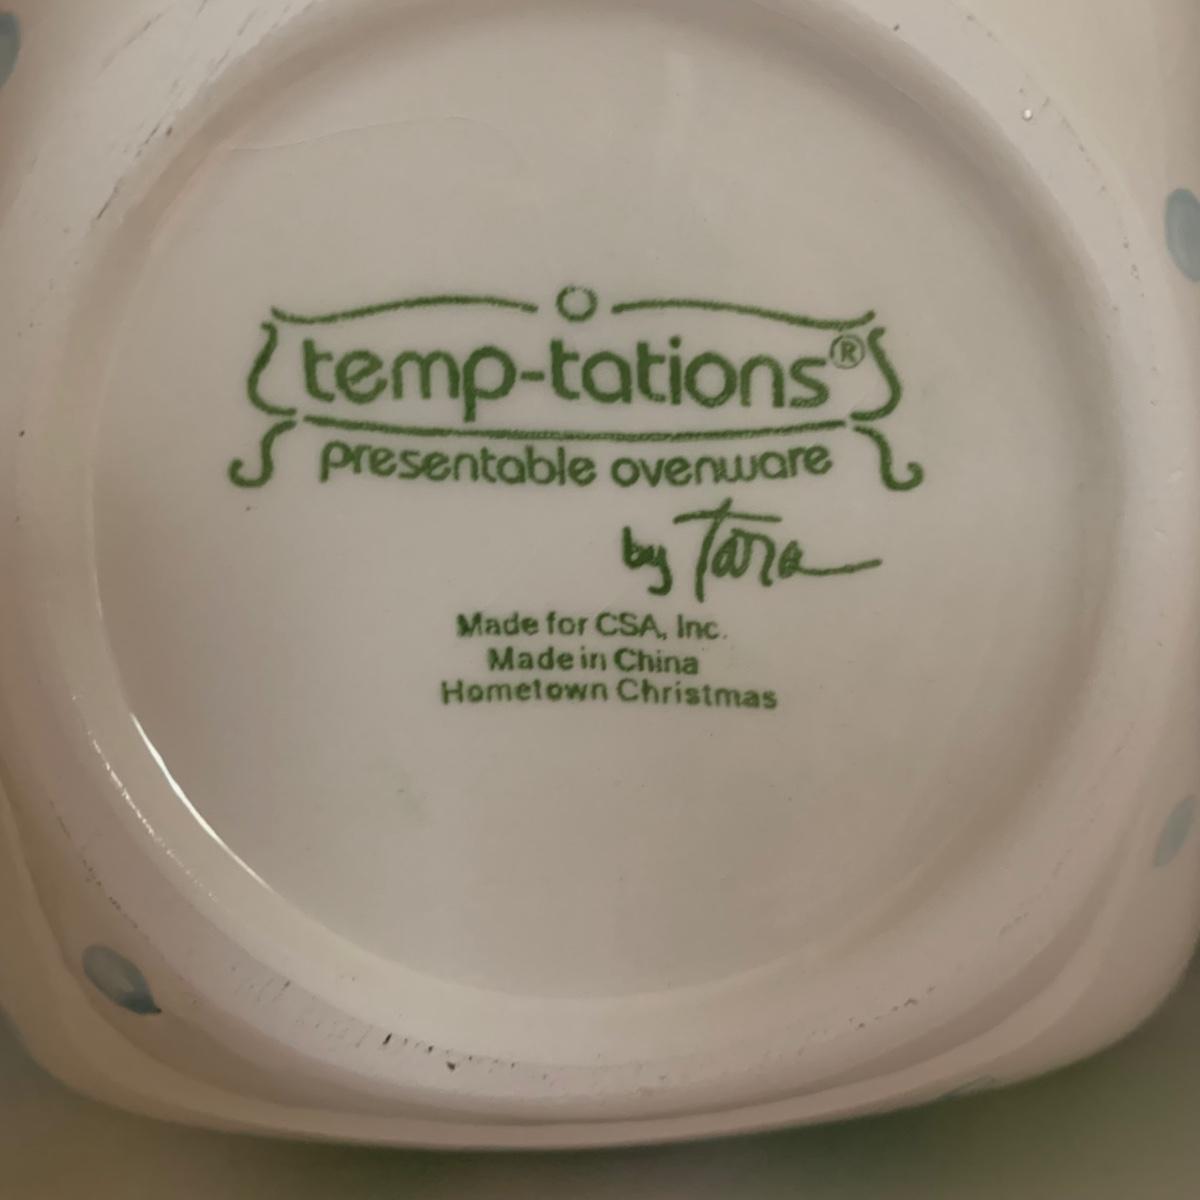 temp-tations®
presentable ovenware
by Tara
Made for CSA, Inc.
Made in China
Hometown Christmas